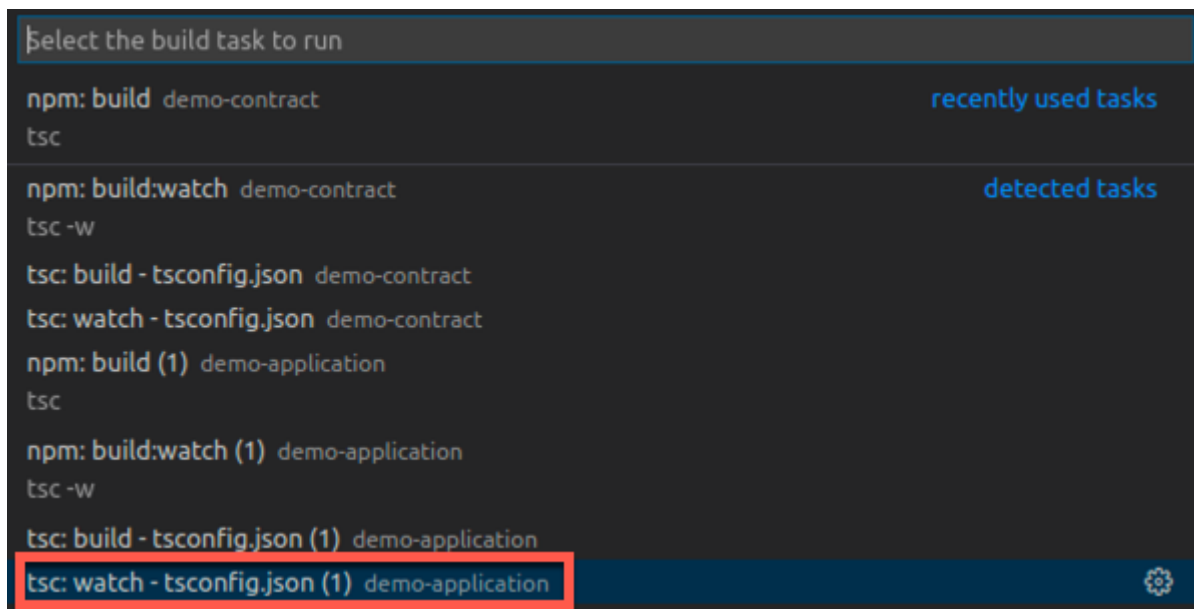 Select the build task to run
npm: build demo-contract recently used tasks
tsc
npm: build:watch demo-contract detected tasks
tsc -w
tsc: build - tsconfig.json demo-contract
tsc: watch - tsconfig.json demo-contract
npm: build (1) demo-application
tsc
npm: build:watch (1) demo-application
tsc -w
tsc: build - tsconfig.json (1) demo-application
tsc: watch - tsconfig.json (1) demo-application